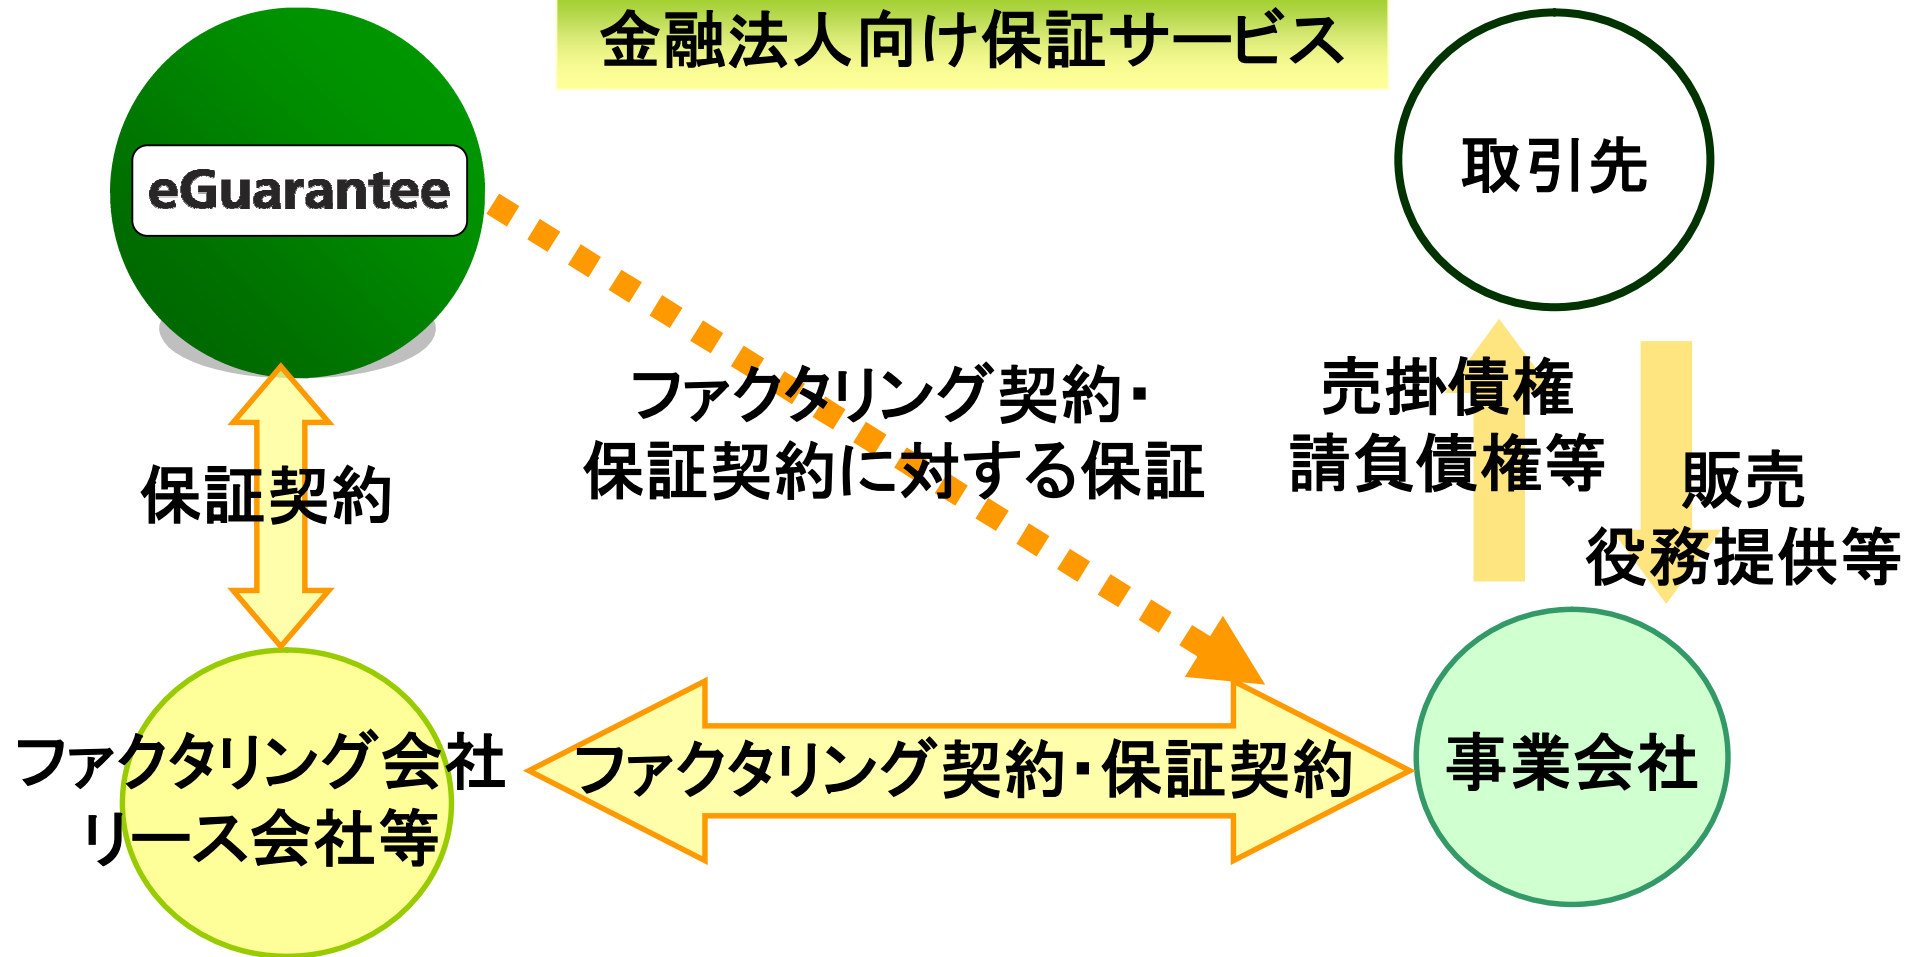 金融法人向け保証サービス
eGuarantee
取引先
ファクタリング契約・
保証契約に対する保証
売掛債権
請負債権等
販売
役務提供等
保証契約
ファクタリング会社
リース会社等
ファクタリング契約・保証契約
事業会社